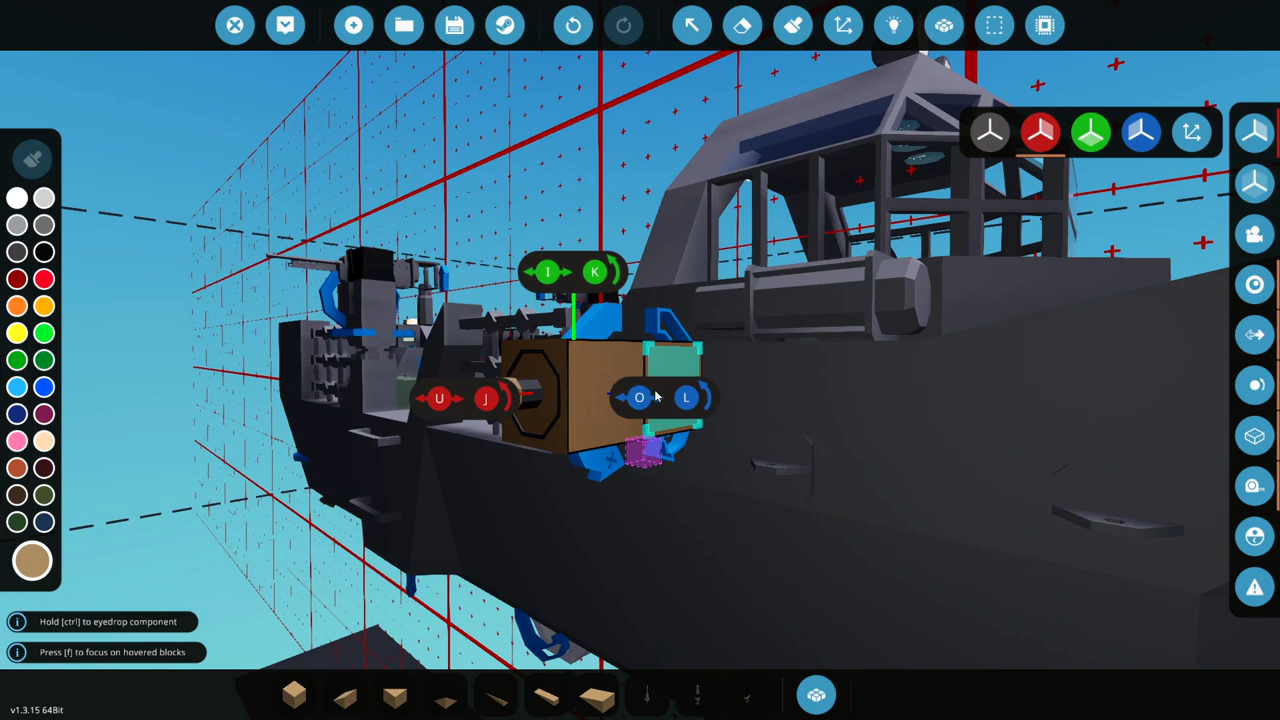 I K
U J
O L
Hold [ctrl] to eyedrop component
Press [f] to focus on hovered blocks
v1.3.15 64Bit